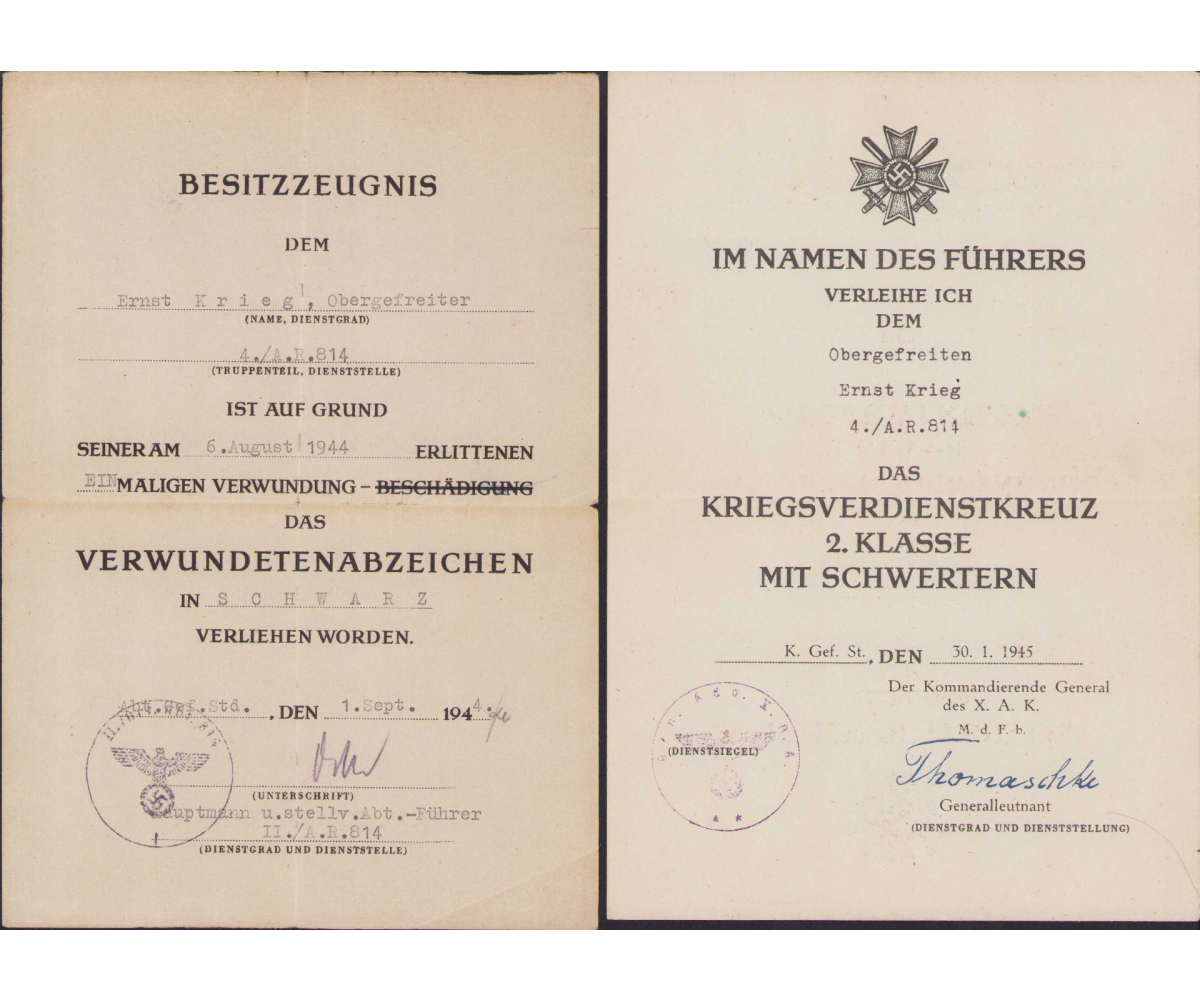 BESITZZEUGNIS
DEM
Ernst Krieg, Obergefreiter
(NAME, DIENSTGRAD)
4./A.R.814
(TRUPPENTEIL, DIENSTSTELLE)
IST AUF GRUND
SEINER AM 6.August 1944 ERLITTENEN
EINMALIGEN VERWUNDUNG – BESCHÄDIGUNG
DAS
VERWUNDETENABZEICHEN
IN SCHWARZ
VERLIEHEN WORDEN.
Abt.Gef.Std. , DEN 1.Sept. 1944.
(UNTERSCHRIFT)
Hauptmann u.stellv.Abt.-Führer
II./A.R.814
(DIENSTGRAD UND DIENSTSTELLE)
IM NAMEN DES FÜHRERS
VERLEIHE ICH
DEM
Obergefreiten
Ernst Krieg
4./A.R.814
DAS
KRIEGSVERDIENSTKREUZ
2. KLASSE
MIT SCHWERTERN
K. Gef. St. , DEN 30. 1. 1945
Der Kommandierende General
des X. A. K.
M. d. F. b.
(DIENSTSIEGEL)
Thomaschke
Generalleutnant
(DIENSTGRAD UND DIENSTSTELLUNG)